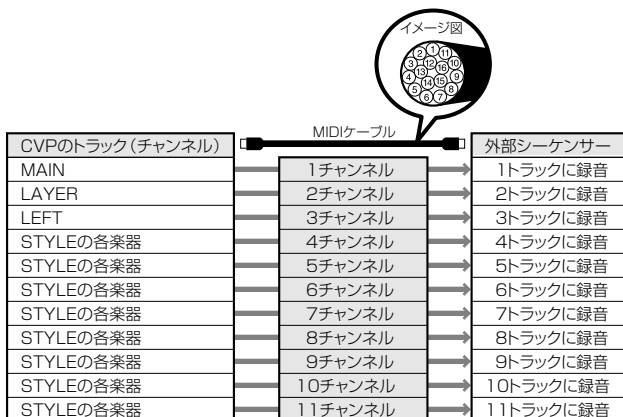 イメージ図
② ① ⑪
③ ⑫ ⑯ ⑩
④ ⑬ ⑭ ⑮ ⑨
⑤ ⑥ ⑦ ⑧
MIDIケーブル
CVPのトラック(チャンネル) 外部シーケンサー
MAIN 1チャンネル 1トラックに録音
LAYER 2チャンネル 2トラックに録音
LEFT 3チャンネル 3トラックに録音
STYLEの各楽器 4チャンネル 4トラックに録音
STYLEの各楽器 5チャンネル 5トラックに録音
STYLEの各楽器 6チャンネル 6トラックに録音
STYLEの各楽器 7チャンネル 7トラックに録音
STYLEの各楽器 8チャンネル 8トラックに録音
STYLEの各楽器 9チャンネル 9トラックに録音
STYLEの各楽器 10チャンネル 10トラックに録音
STYLEの各楽器 11チャンネル 11トラックに録音